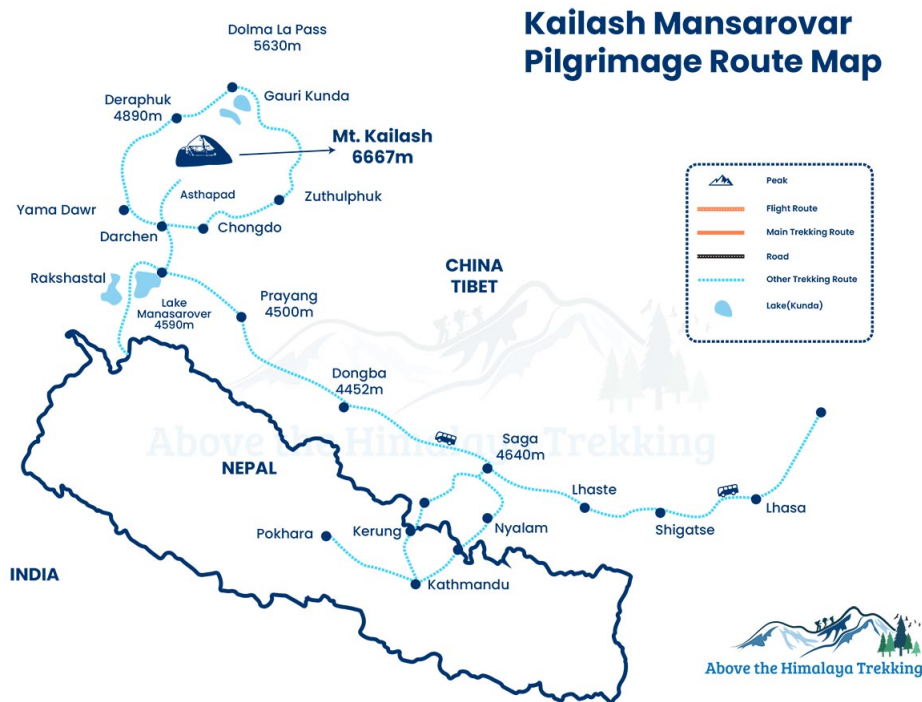 Kailash Mansarovar
Pilgrimage Route Map
Dolma La Pass
5630m
Gauri Kunda
Deraphuk
4890m
Mt. Kailash
6667m
Asthapad
Zuthulphuk
Yama Dawr
Chongdo
Darchen
Peak
Flight Route
Main Trekking Route
Road
Other Trekking Route
Lake(Kunda)
CHINA
TIBET
Rakshastal
Lake
Manasarover
4590m
Prayang
4500m
Dongba
4452m
Above the Himalaya Trekking
Saga
4640m
NEPAL
Lhaste
Lhasa
Shigatse
Nyalam
Kerung
Pokhara
Kathmandu
INDIA
Above the Himalaya Trekking